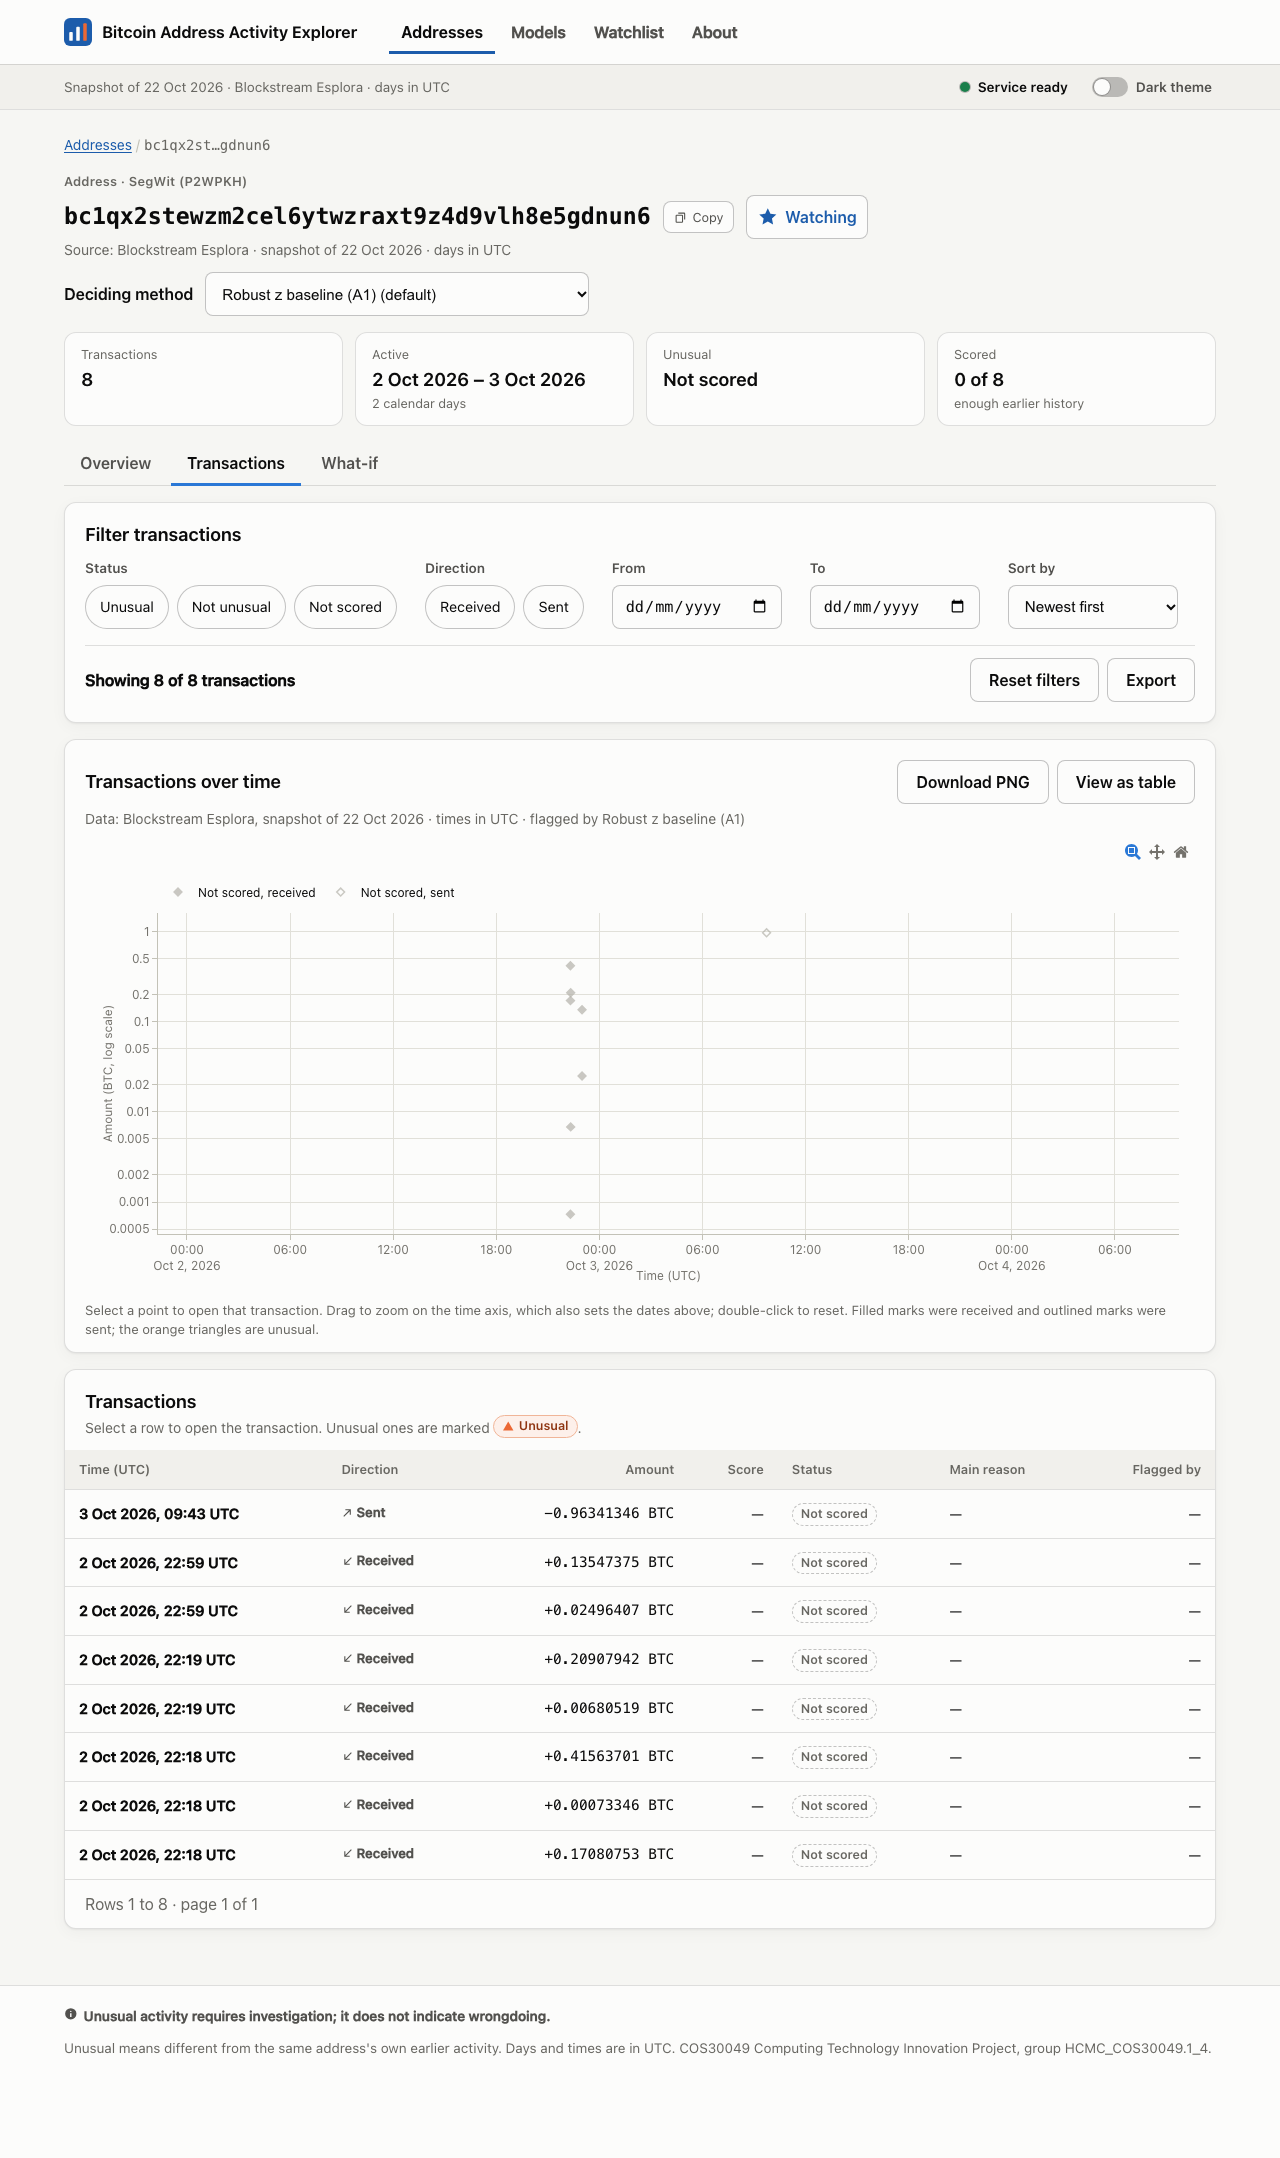 Bitcoin Address Activity Explorer Addresses Models Watchlist About
Snapshot of 22 Oct 2026 · Blockstream Esplora · days in UTC Service ready Dark theme
Addresses / bc1qx2st…gdnun6
Address · SegWit (P2WPKH)
bc1qx2stewzm2cel6ytwzraxt9z4d9vlh8e5gdnun6 Copy Watching
Source: Blockstream Esplora · snapshot of 22 Oct 2026 · days in UTC
Deciding method Robust z baseline (A1) (default)
Transactions Active Unusual Scored
8 2 Oct 2026 – 3 Oct 2026 Not scored 0 of 8
2 calendar days enough earlier history
Overview Transactions What-if
Filter transactions
Status Direction From To Sort by
Unusual Not unusual Not scored Received Sent dd/mm/yyyy dd/mm/yyyy Newest first
Showing 8 of 8 transactions Reset filters Export
Transactions over time Download PNG View as table
Data: Blockstream Esplora, snapshot of 22 Oct 2026 · times in UTC · flagged by Robust z baseline (A1)
Not scored, received Not scored, sent
1
0.5
0.2
0.1
0.05
0.02
0.01
0.005
0.002
0.001
0.0005
Amount (BTC, log scale)
00:00 06:00 12:00 18:00 00:00 06:00 12:00 18:00 00:00 06:00
Oct 2, 2026 Oct 3, 2026 Oct 4, 2026
Time (UTC)
Select a point to open that transaction. Drag to zoom on the time axis, which also sets the dates above; double-click to reset. Filled marks were received and outlined marks were
sent; the orange triangles are unusual.
Transactions
Select a row to open the transaction. Unusual ones are marked Unusual.
Time (UTC) Direction Amount Score Status Main reason Flagged by
3 Oct 2026, 09:43 UTC ↗ Sent −0.96341346 BTC — Not scored — —
2 Oct 2026, 22:59 UTC ↙ Received +0.13547375 BTC — Not scored — —
2 Oct 2026, 22:59 UTC ↙ Received +0.02496407 BTC — Not scored — —
2 Oct 2026, 22:19 UTC ↙ Received +0.20907942 BTC — Not scored — —
2 Oct 2026, 22:19 UTC ↙ Received +0.00680519 BTC — Not scored — —
2 Oct 2026, 22:18 UTC ↙ Received +0.41563701 BTC — Not scored — —
2 Oct 2026, 22:18 UTC ↙ Received +0.00073346 BTC — Not scored — —
2 Oct 2026, 22:18 UTC ↙ Received +0.17080753 BTC — Not scored — —
Rows 1 to 8 · page 1 of 1
Unusual activity requires investigation; it does not indicate wrongdoing.
Unusual means different from the same address's own earlier activity. Days and times are in UTC. COS30049 Computing Technology Innovation Project, group HCMC_COS30049.1_4.